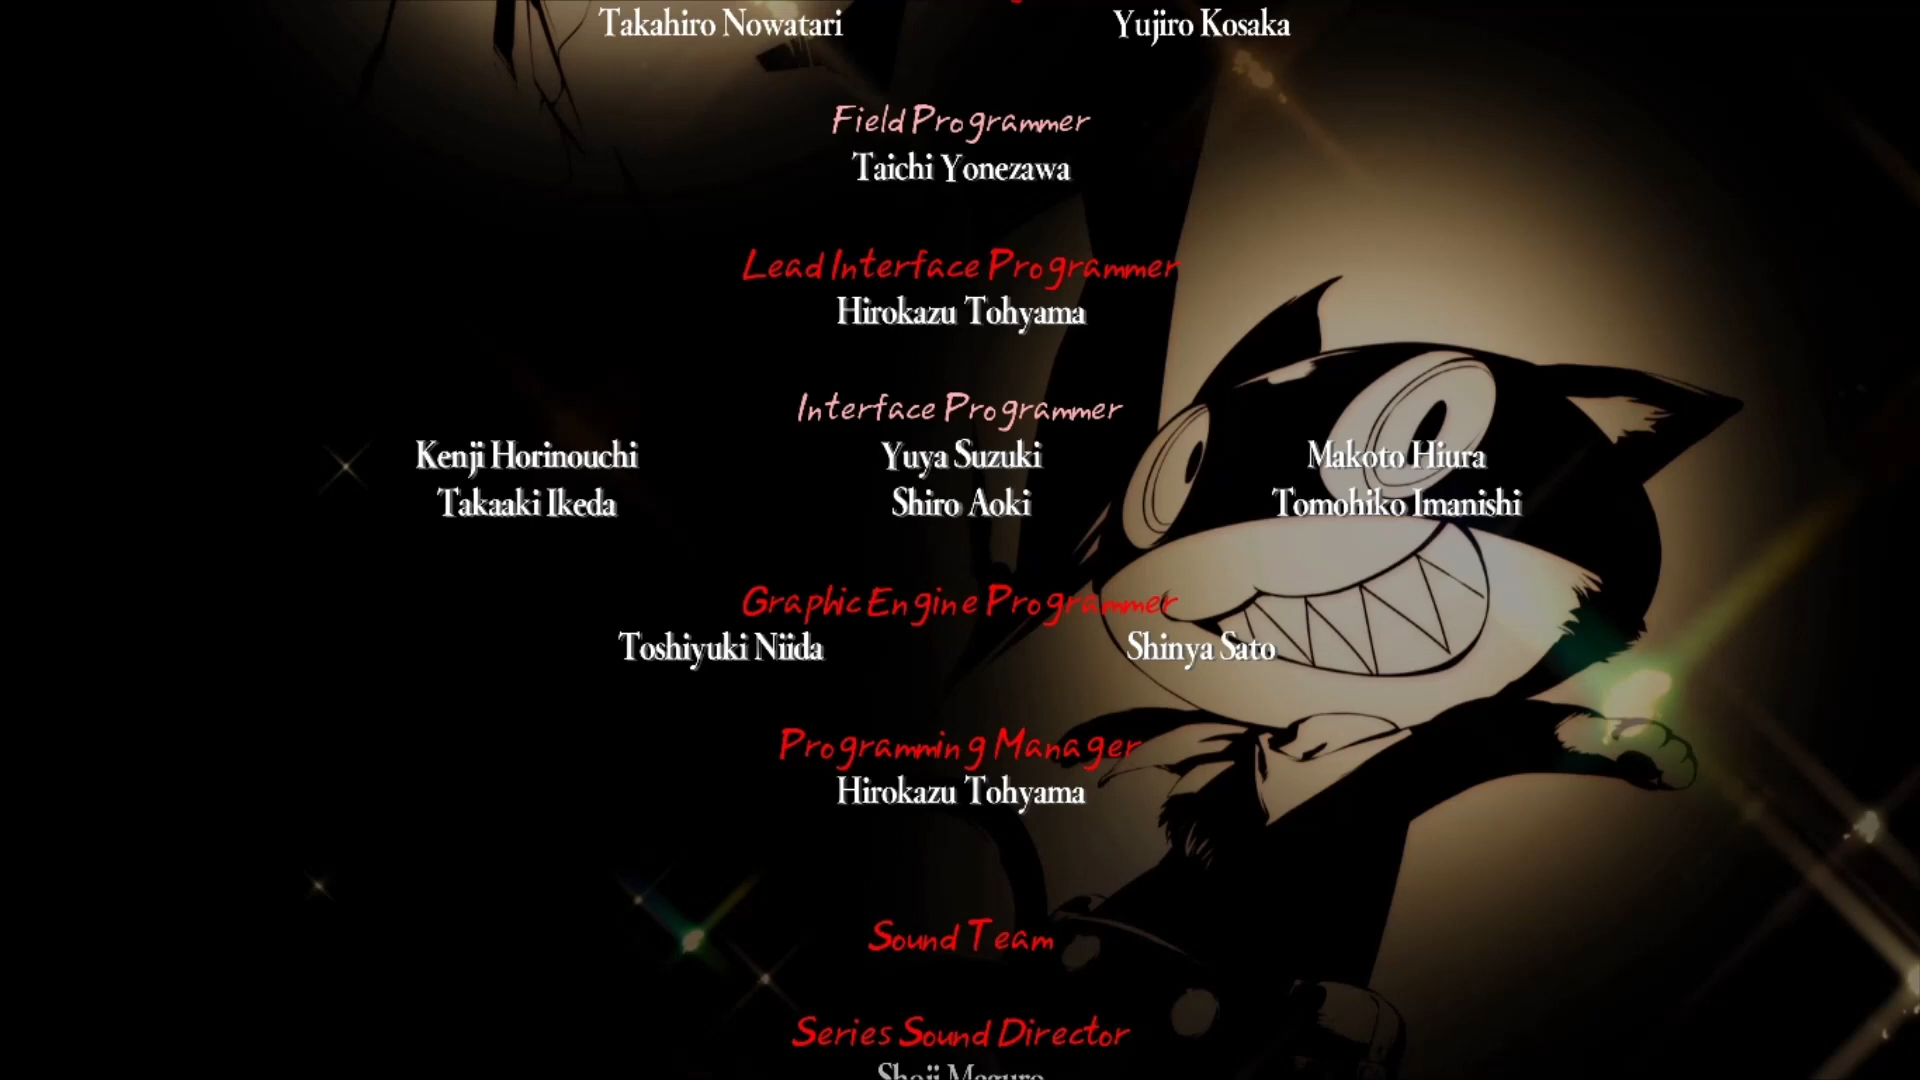 Takahiro Nowatari Yujiro Kosaka
Field Programmer
Taichi Yonezawa
Lead Interface Programmer
Hirokazu Tohyama
Interface Programmer
Kenji Horinouchi Yuya Suzuki Makoto Hiura
Takaaki Ikeda Shiro Aoki Tomohiko Imanishi
Graphic Engine Programmer
Toshiyuki Niida Shinya Sato
Programming Manager
Hirokazu Tohyama
Sound Team
Series Sound Director
Shoji Meguro